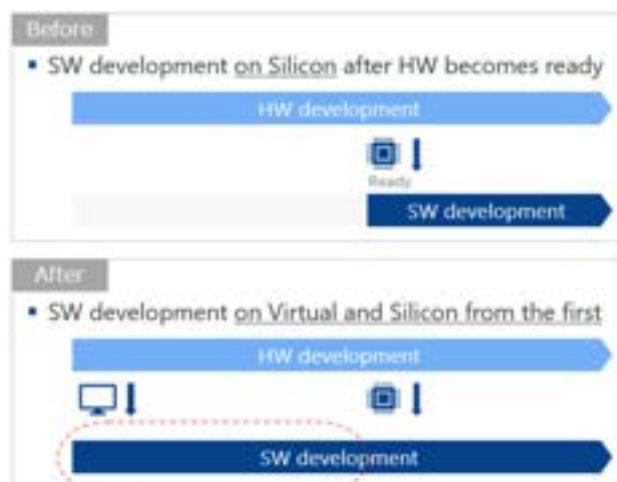 Before
▪ SW development on Silicon after HW becomes ready
HW development
Ready
SW development
After
▪ SW development on Virtual and Silicon from the first
HW development
SW development